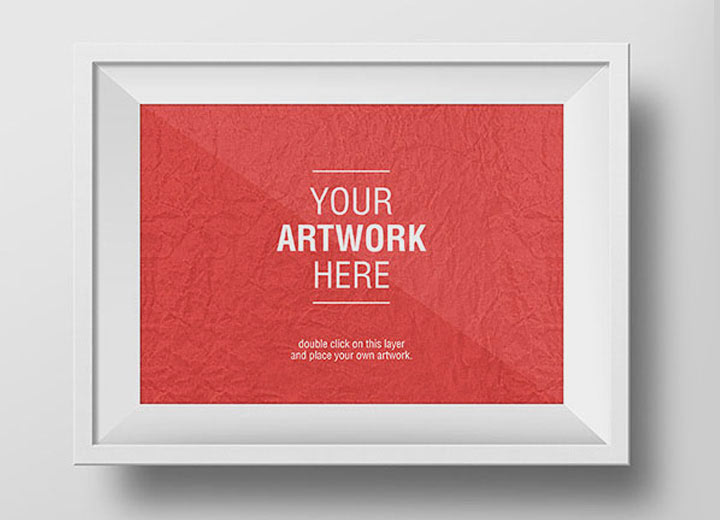 YOUR
ARTWORK
HERE
double click on this layer
and place your own artwork.